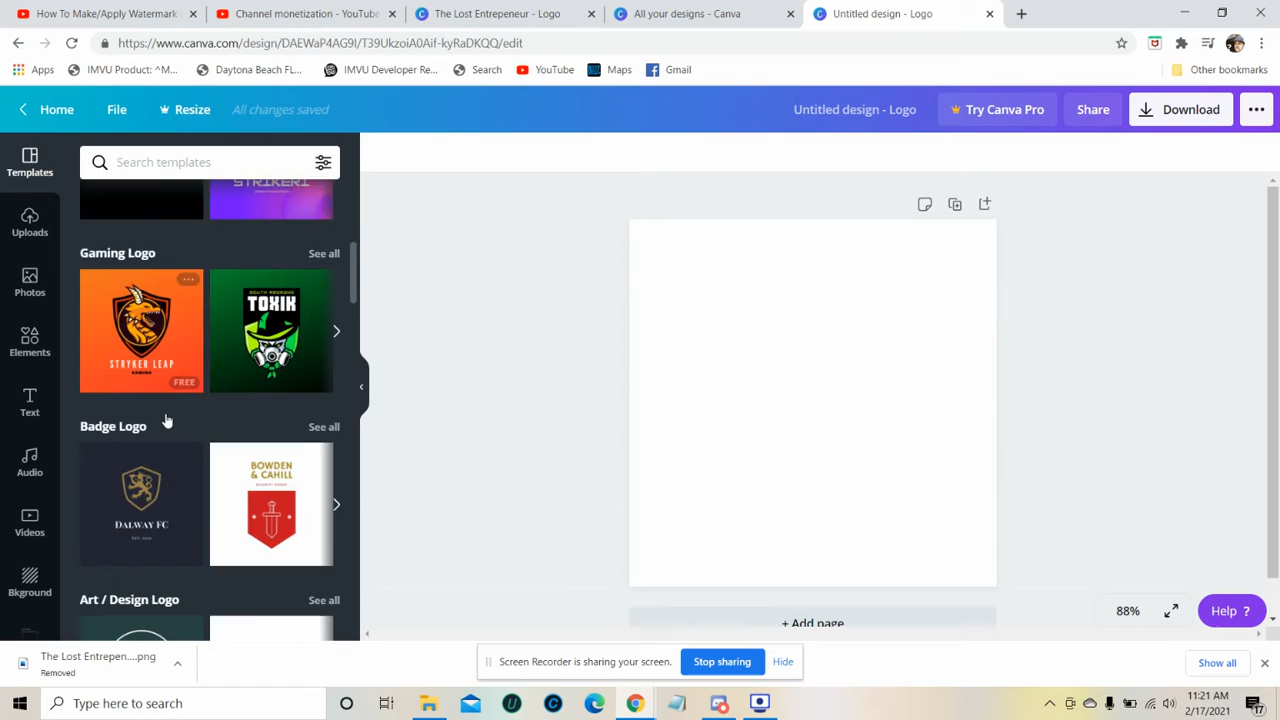 How To Make/Apply Watermark
Channel monetization - YouTube
The Lost Entrepeneur - Logo
All your designs - Canva
Untitled design - Logo
https://www.canva.com/design/DAEWaP4AG9I/T39UkzoiA0Aif-kyRaDKQQ/edit
Apps
IMVU Product: ^M...
Daytona Beach FL...
IMVU Developer Re...
Search
YouTube
Maps
Gmail
Other bookmarks
Home
File
Resize
All changes saved
Untitled design - Logo
Try Canva Pro
Share
Download
Templates
Uploads
Photos
Elements
Text
Audio
Videos
Bkground
Search templates
STRIKERI
Gaming Logo
See all
STRYKER LEAP
FREE
TOXIK
Badge Logo
See all
DALWAY FC
BOWDEN
& CAHILL
Art / Design Logo
See all
+ Add page
88%
Help ?
The Lost Entrepen....png
Removed
Screen Recorder is sharing your screen.
Stop sharing
Hide
Show all
Type here to search
11:21 AM
2/17/2021
17